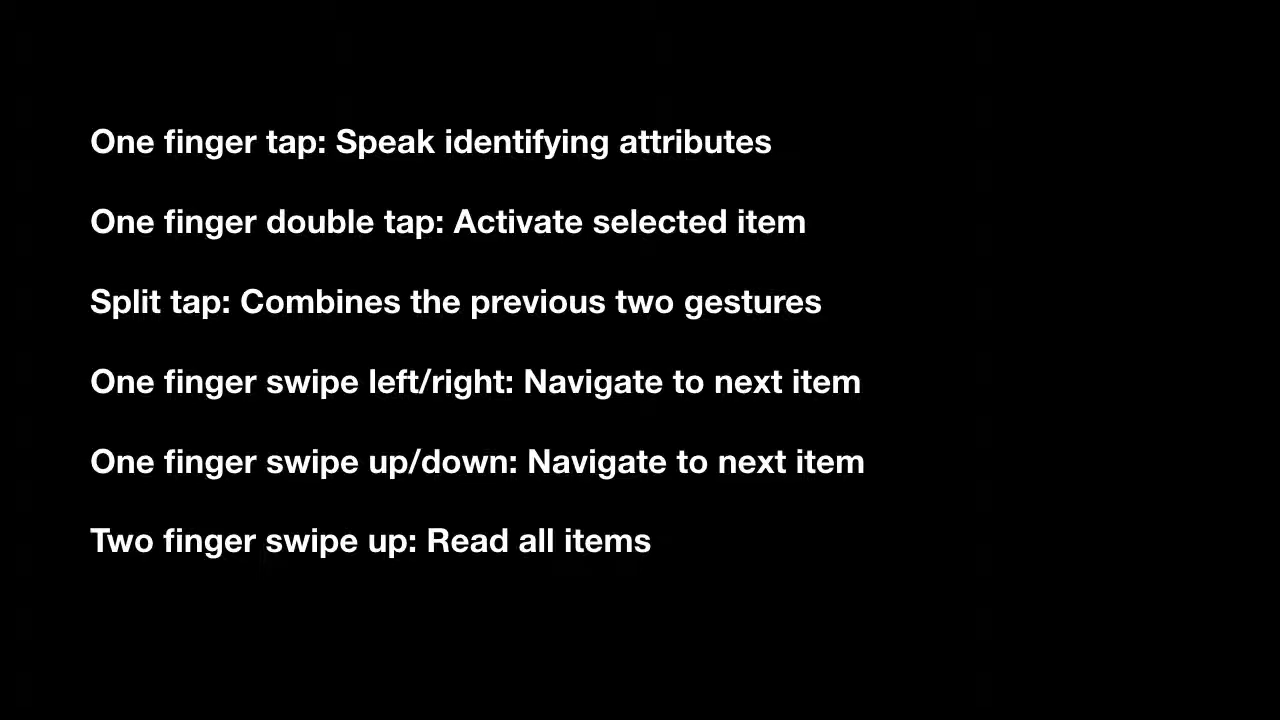 One finger tap: Speak identifying attributes
One finger double tap: Activate selected item
Split tap: Combines the previous two gestures
One finger swipe left/right: Navigate to next item
One finger swipe up/down: Navigate to next item
Two finger swipe up: Read all items